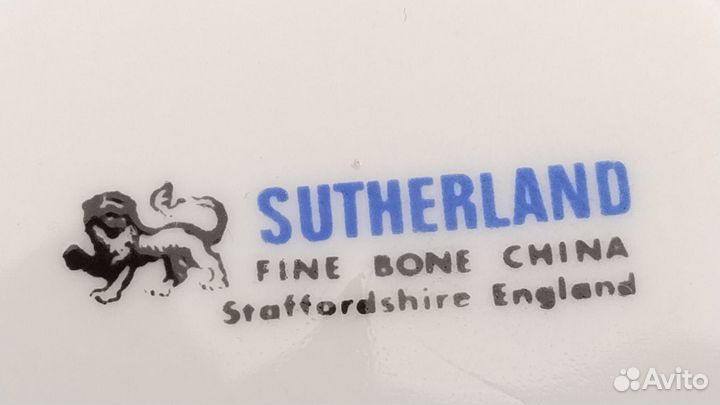 SUTHERLAND
FINE BONE CHINA
Staffordshire England
Avito